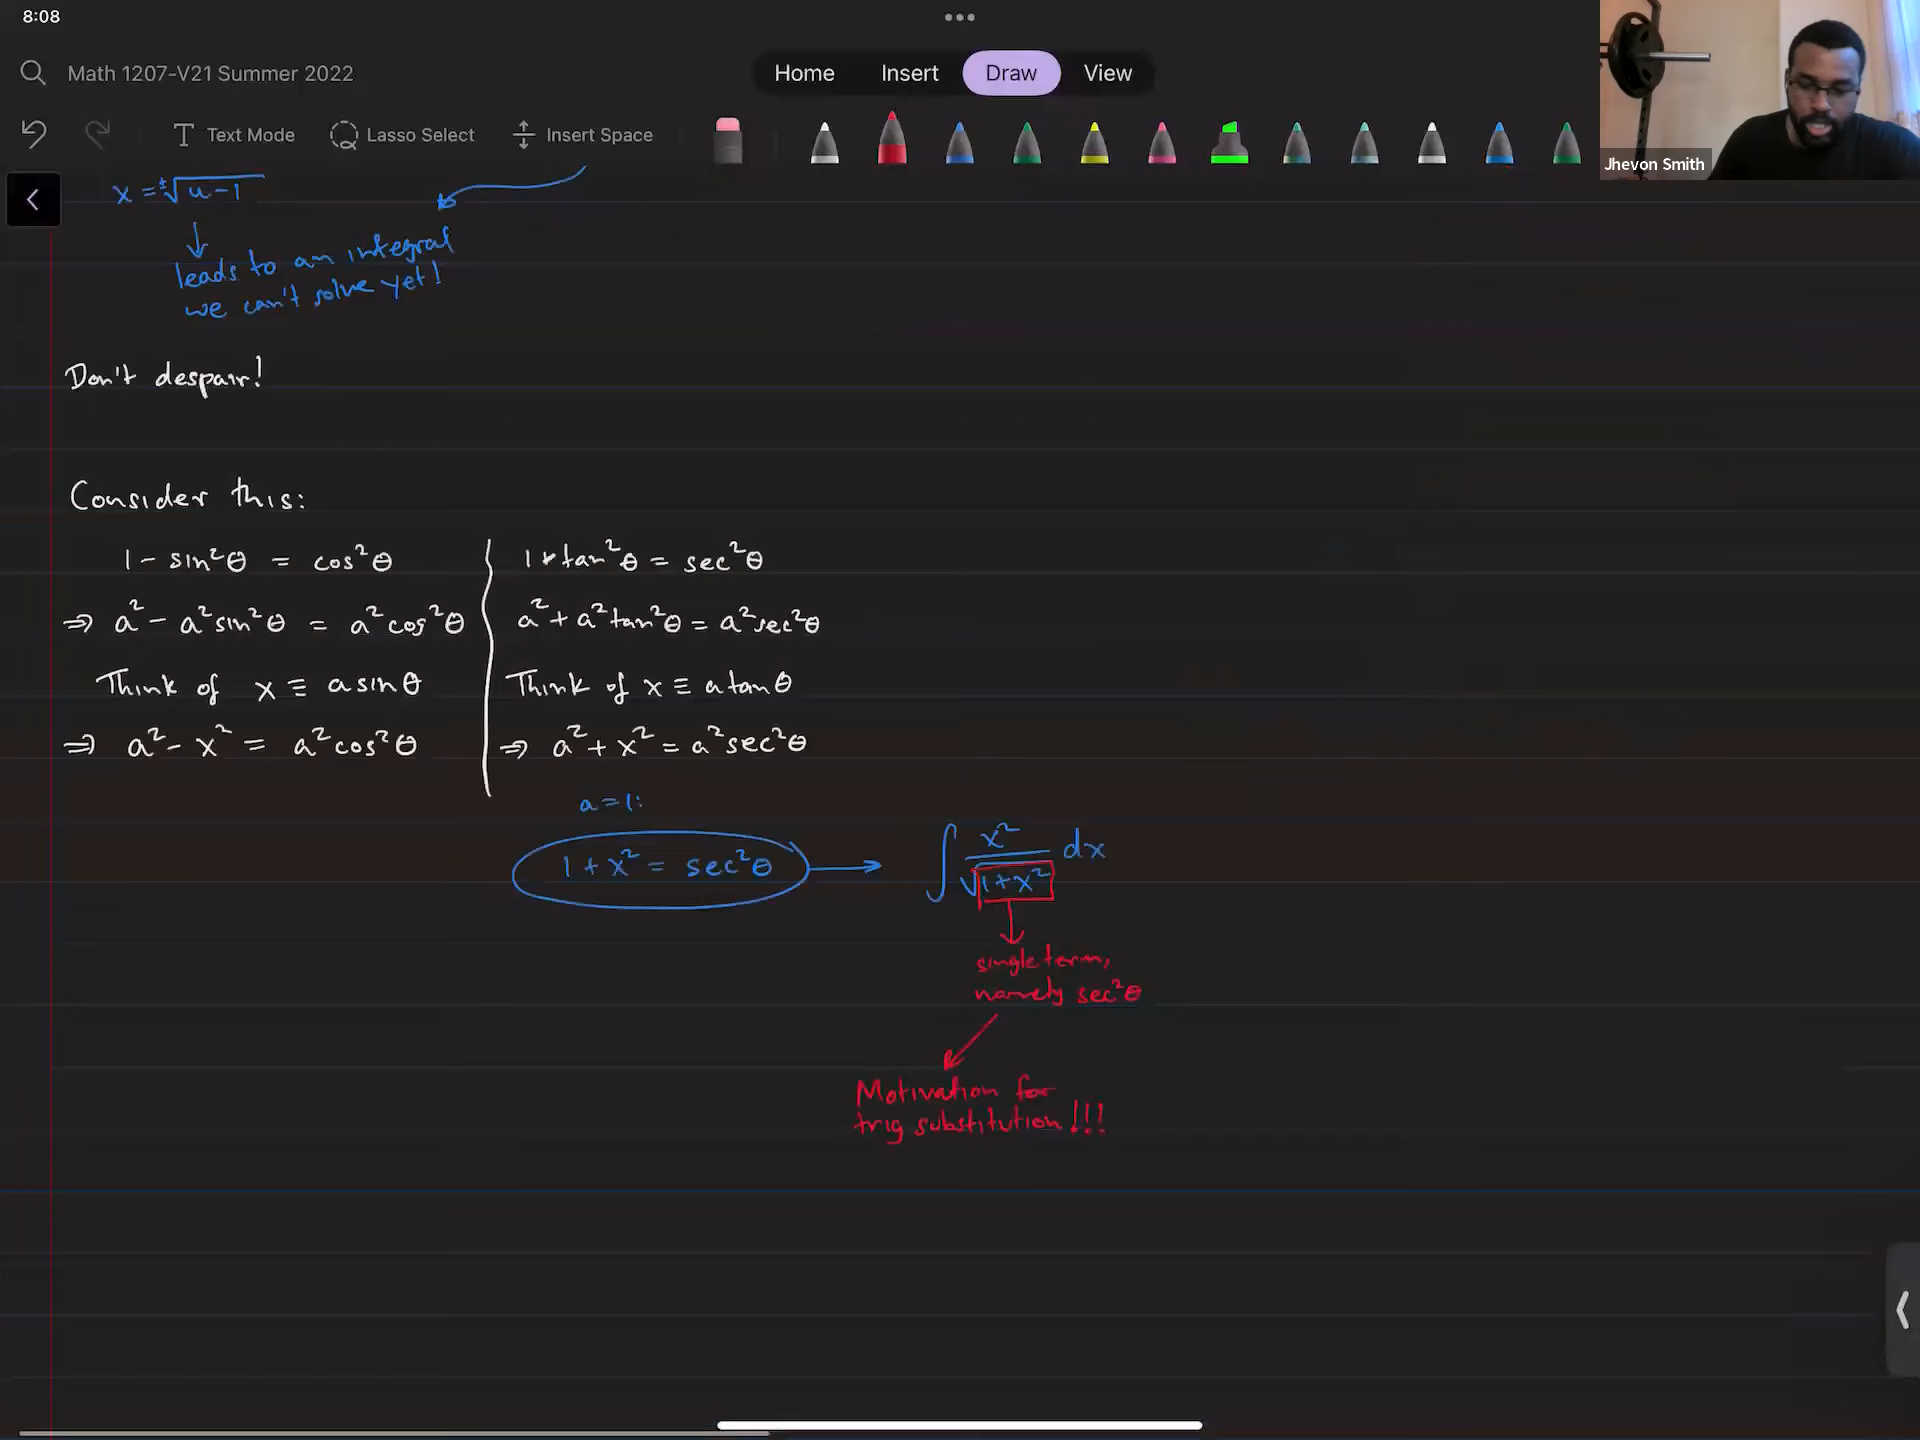 8:08
Math 1207-V21 Summer 2022
Home Insert Draw View
Text Mode Lasso Select Insert Space
Jhevon Smith
x = ±√(u-1)
↓
leads to an integral
we can't solve yet!
Don't despair!
Consider this:
1 - sin²θ = cos²θ
⇒ a² - a²sin²θ = a²cos²θ
Think of x ≡ a sin θ
⇒ a² - x² = a²cos²θ
1 + tan²θ = sec²θ
a² + a²tan²θ = a²sec²θ
Think of x ≡ a tan θ
⇒ a² + x² = a²sec²θ
a = 1:
1 + x² = sec²θ → ∫ x²/√(1+x²) dx
single term,
namely sec²θ
Motivation for
trig substitution!!!